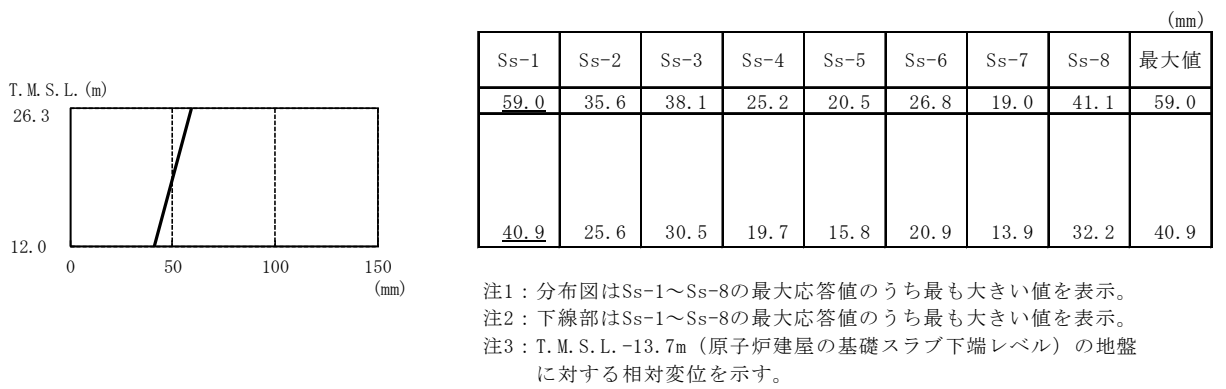 (mm)
Ss-1 Ss-2 Ss-3 Ss-4 Ss-5 Ss-6 Ss-7 Ss-8 最大値
59.0 35.6 38.1 25.2 20.5 26.8 19.0 41.1 59.0
40.9 25.6 30.5 19.7 15.8 20.9 13.9 32.2 40.9
T.M.S.L.(m)
26.3
12.0
0 50 100 150
(mm)
注1：分布図はSs-1～Ss-8の最大応答値のうち最も大きい値を表示。
注2：下線部はSs-1～Ss-8の最大応答値のうち最も大きい値を表示。
注3：T.M.S.L.-13.7m（原子炉建屋の基礎スラブ下端レベル）の地盤
に対する相対変位を示す。